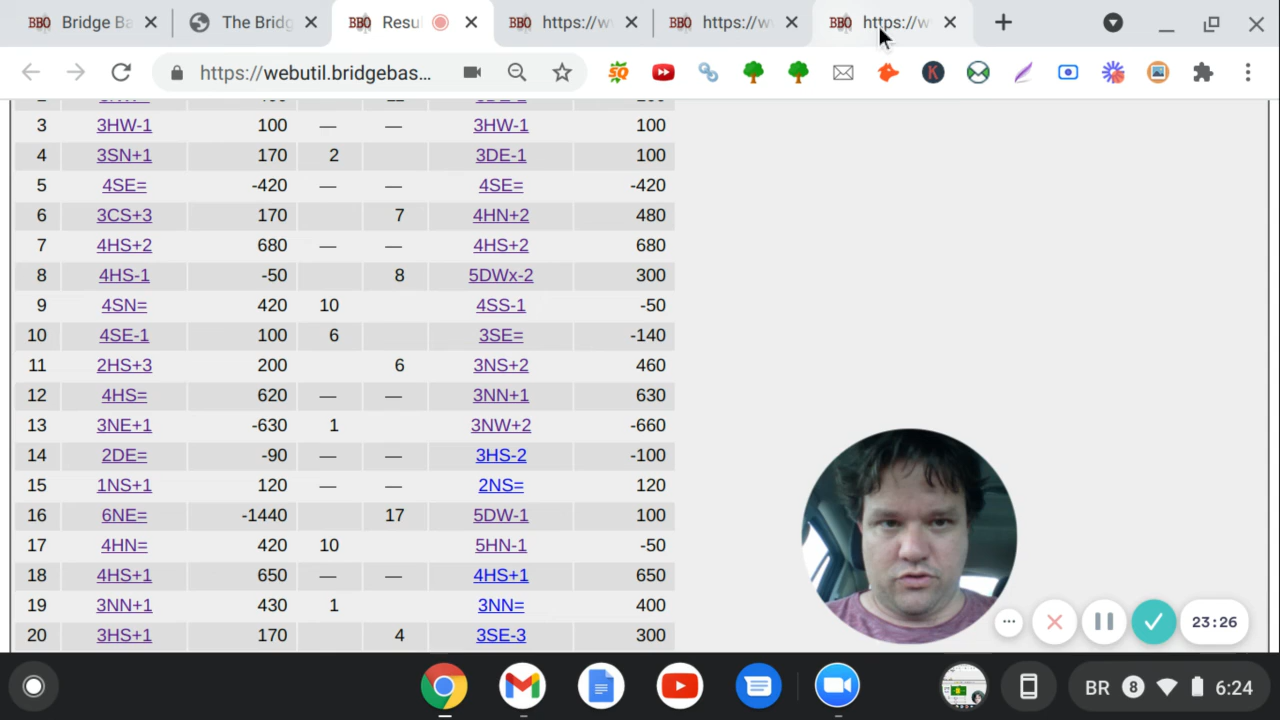 BBO Bridge Ba
The Bridg
BBO Resu
BBO https://w
BBO https://w
BBO https://w
https://webutil.bridgebas...
3 3HW-1 100 — — 3HW-1 100
4 3SN+1 170 2 3DE-1 100
5 4SE= -420 — — 4SE= -420
6 3CS+3 170 7 4HN+2 480
7 4HS+2 680 — — 4HS+2 680
8 4HS-1 -50 8 5DWx-2 300
9 4SN= 420 10 4SS-1 -50
10 4SE-1 100 6 3SE= -140
11 2HS+3 200 6 3NS+2 460
12 4HS= 620 — — 3NN+1 630
13 3NE+1 -630 1 3NW+2 -660
14 2DE= -90 — — 3HS-2 -100
15 1NS+1 120 — — 2NS= 120
16 6NE= -1440 17 5DW-1 100
17 4HN= 420 10 5HN-1 -50
18 4HS+1 650 — — 4HS+1 650
19 3NN+1 430 1 3NN= 400
20 3HS+1 170 4 3SE-3 300
23:26
BR 8 6:24